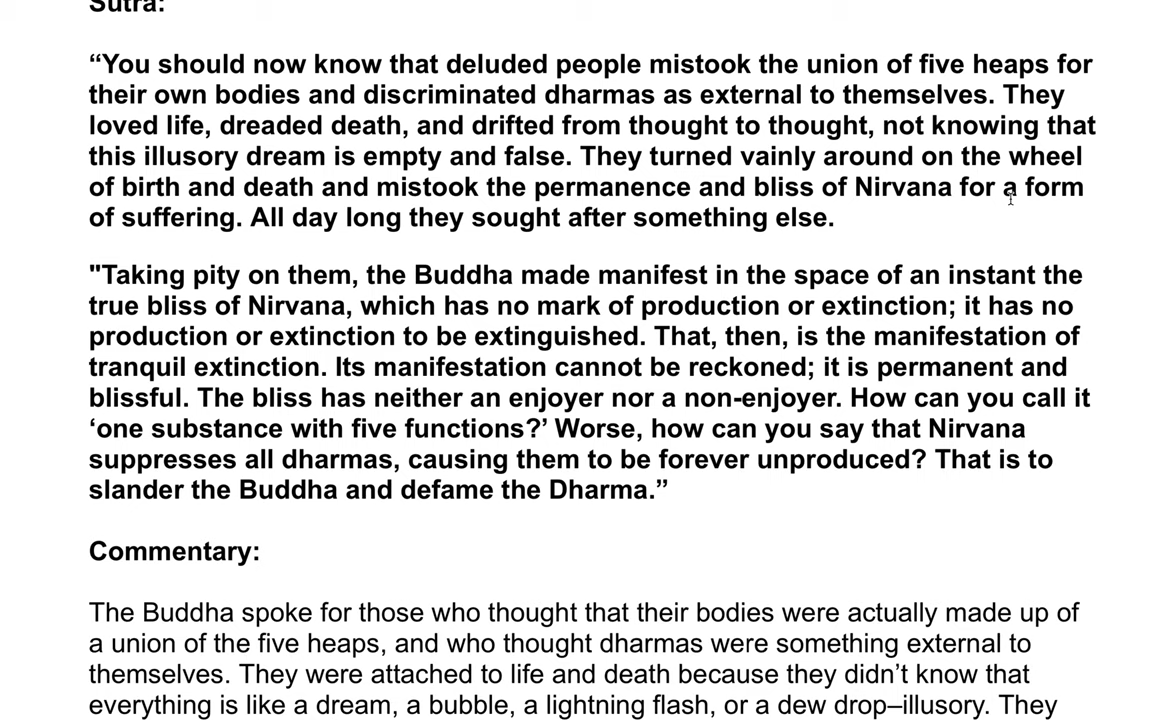 Sutra:
“You should now know that deluded people mistook the union of five heaps for
their own bodies and discriminated dharmas as external to themselves. They
loved life, dreaded death, and drifted from thought to thought, not knowing that
this illusory dream is empty and false. They turned vainly around on the wheel
of birth and death and mistook the permanence and bliss of Nirvana for a form
of suffering. All day long they sought after something else.
"Taking pity on them, the Buddha made manifest in the space of an instant the
true bliss of Nirvana, which has no mark of production or extinction; it has no
production or extinction to be extinguished. That, then, is the manifestation of
tranquil extinction. Its manifestation cannot be reckoned; it is permanent and
blissful. The bliss has neither an enjoyer nor a non-enjoyer. How can you call it
‘one substance with five functions?’ Worse, how can you say that Nirvana
suppresses all dharmas, causing them to be forever unproduced? That is to
slander the Buddha and defame the Dharma.”
Commentary:
The Buddha spoke for those who thought that their bodies were actually made up of
a union of the five heaps, and who thought dharmas were something external to
themselves. They were attached to life and death because they didn’t know that
everything is like a dream, a bubble, a lightning flash, or a dew drop–illusory. They